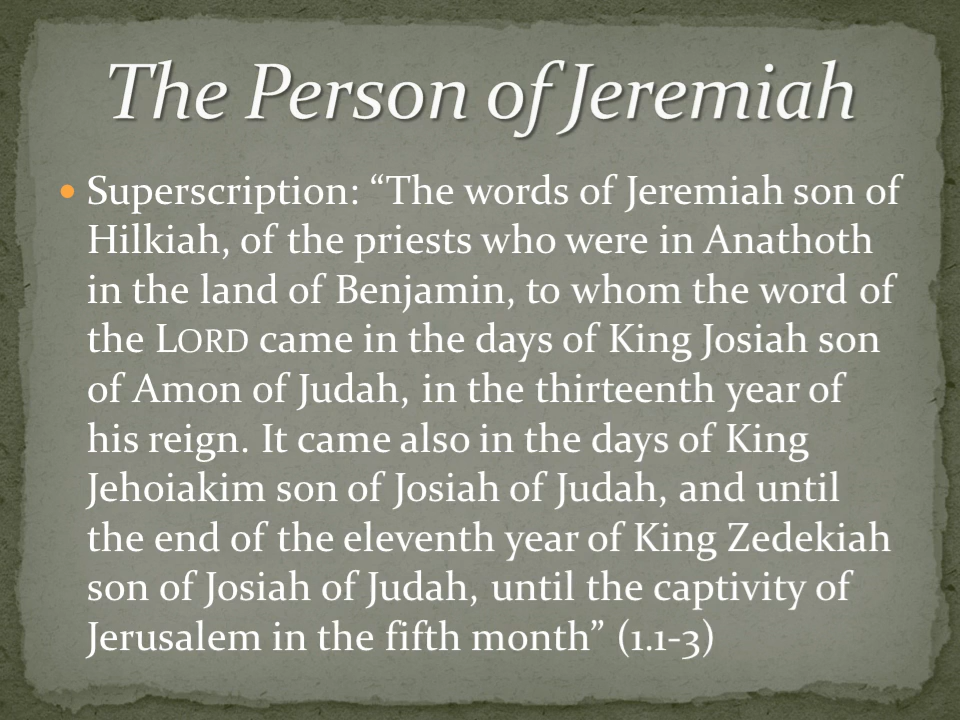 The Person of Jeremiah
• Superscription: “The words of Jeremiah son of
Hilkiah, of the priests who were in Anathoth
in the land of Benjamin, to whom the word of
the LORD came in the days of King Josiah son
of Amon of Judah, in the thirteenth year of
his reign. It came also in the days of King
Jehoiakim son of Josiah of Judah, and until
the end of the eleventh year of King Zedekiah
son of Josiah of Judah, until the captivity of
Jerusalem in the fifth month” (1.1-3)